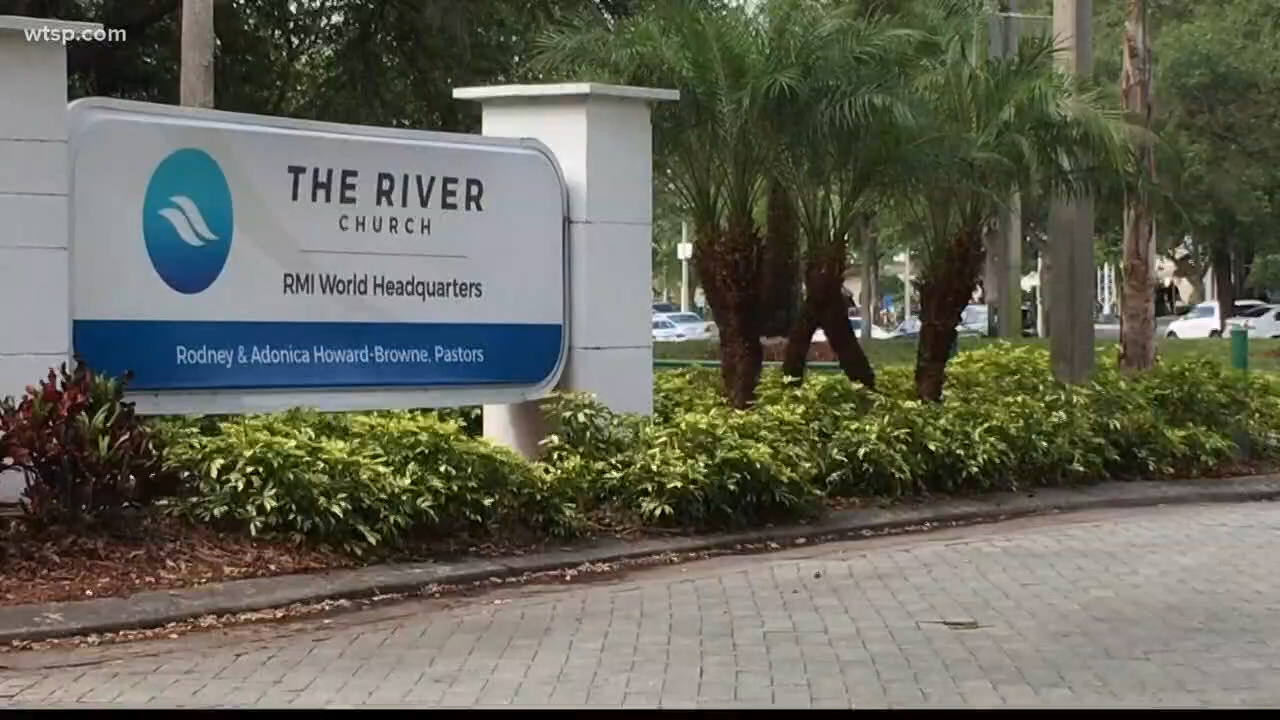 wtsp.com
THE RIVER
CHURCH
RMI World Headquarters
Rodney & Adonica Howard-Browne, Pastors